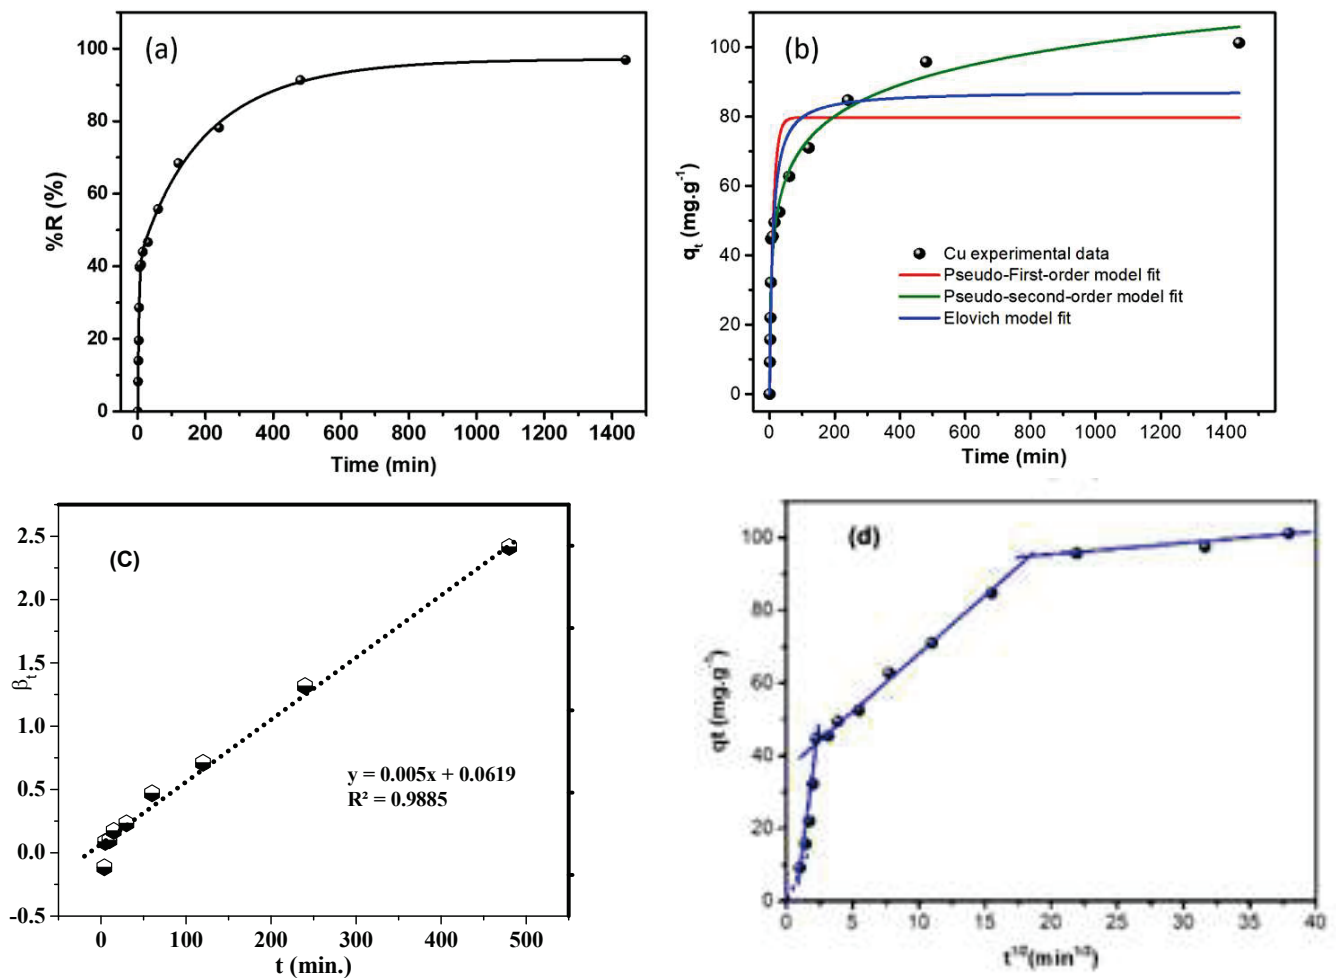 (a)
100
80
60
40
20
0
%R (%)
0 200 400 600 800 1000 1200 1400
Time (min)
(b)
100
80
60
40
20
0
qt (mg.g-1)
Cu experimental data
Pseudo-First-order model fit
Pseudo-second-order model fit
Elovich model fit
0 200 400 600 800 1000 1200 1400
Time (min)
(C)
2.5
2.0
1.5
1.0
0.5
0.0
-0.5
βt
y = 0.005x + 0.0619
R² = 0.9885
0 100 200 300 400 500
t (min.)
(d)
100
80
60
40
20
0
qt (mg.g-1)
0 5 10 15 20 25 30 35 40
t1/2(min1/2)